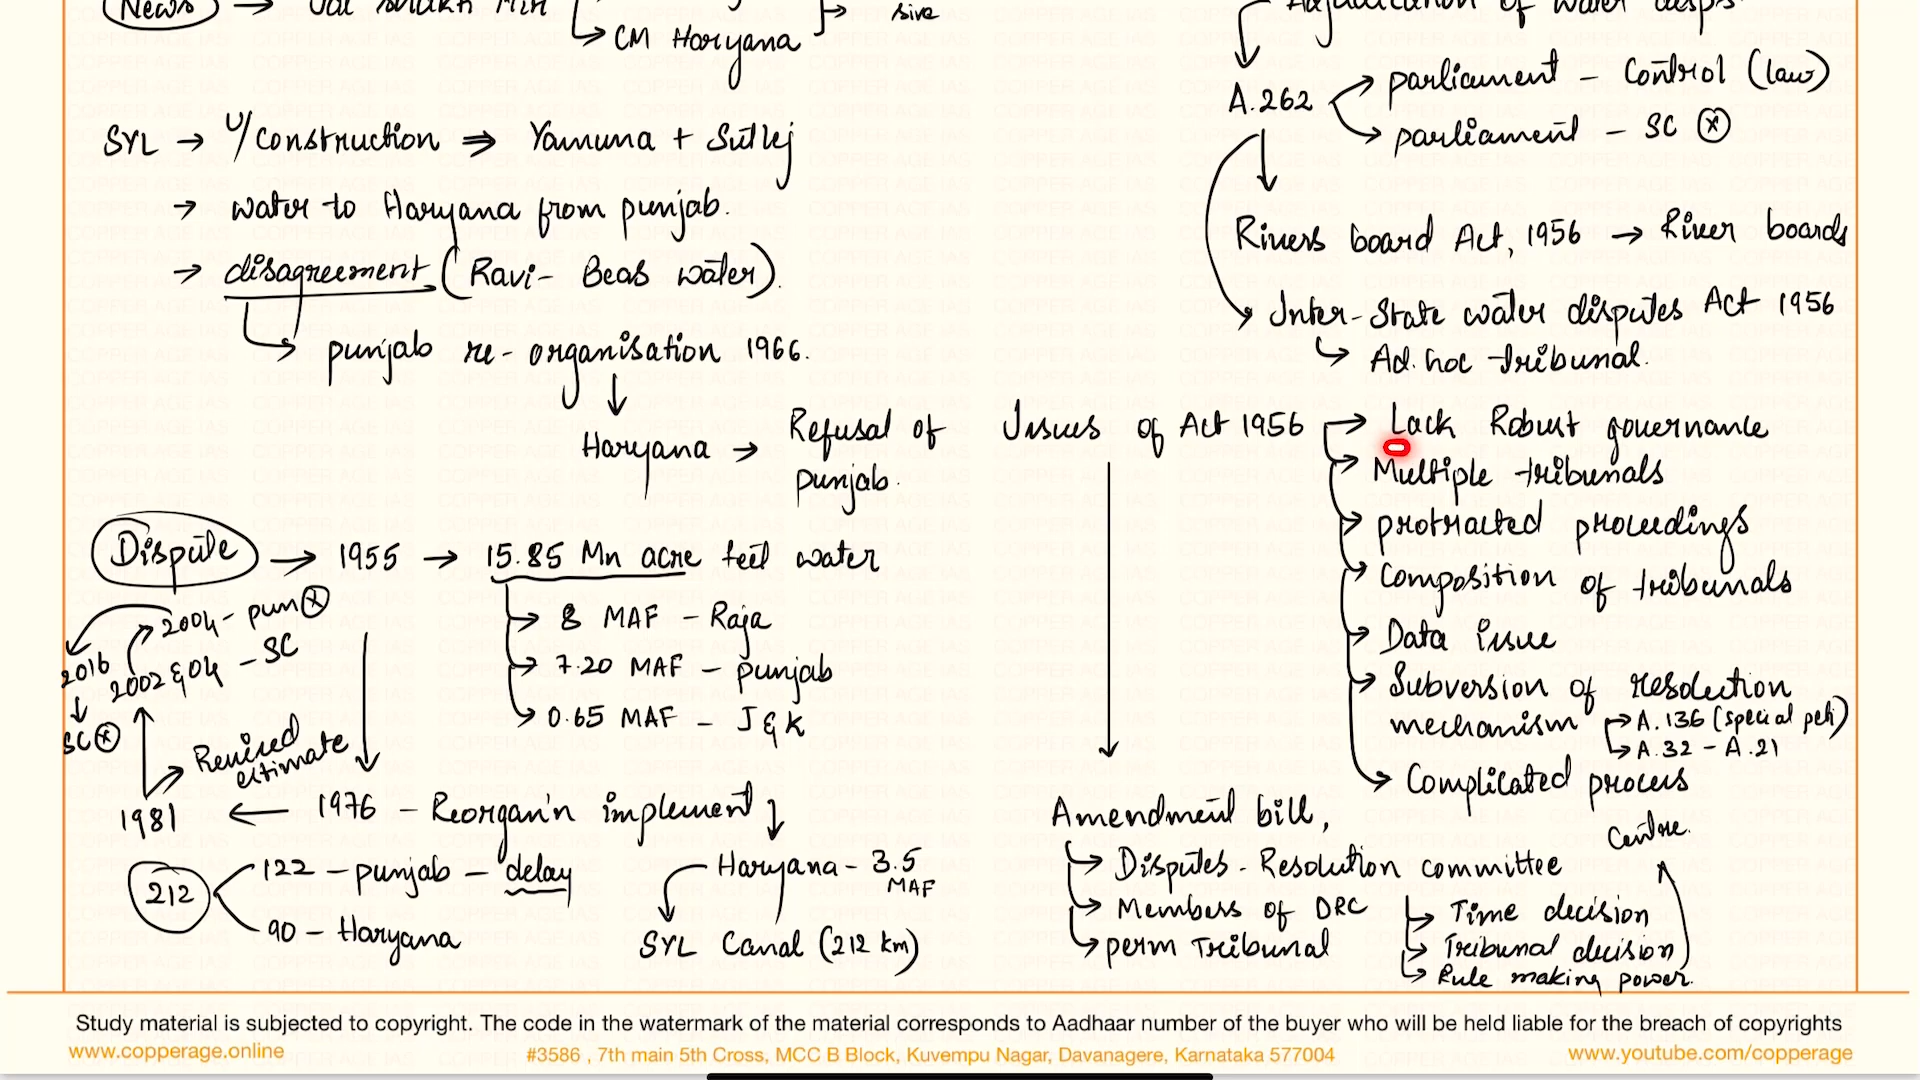 News →
CM Haryana
SYL → U/Construction ⇒ Yamuna + Sutlej
→ water to Haryana from punjab.
→ disagreement (Ravi- Beas water).
punjab re-organisation 1966.
Haryana → Refusal of punjab.
Dispute → 1955 → 15.85 Mn acre feet water
→ 8 MAF - Raja
→ 7.20 MAF - punjab
→ 0.65 MAF - J & K
2004 - pun ⓧ
- SC
2002 & 04
2016
SC ⓧ
Revised estimate
1981 ← 1976 - Reorgan'n implement
Haryana - 3.5 MAF
SYL Canal (212 km)
212
122 - punjab - delay
90 - Haryana
Adjudication of water
A.262
→ parliament - Control (law)
→ parliament - SC ⓧ
Rivers board Act, 1956 → River boards
Inter-State water disputes Act 1956
→ Ad.hoc tribunal.
Issues of Act 1956
→ Lack Robust governance
→ Multiple tribunals
→ protracted proceedings
→ Composition of tribunals
→ Data issue
→ Subversion of resolution
mechanism
→ A.136 (special peti)
→ A.32 - A.21
→ Complicated process
Amendment bill,
→ Disputes - Resolution committee
→ Members of DRC
→ perm Tribunal
Centre.
→ Time decision
→ Tribunal decision
→ Rule making power.
Study material is subjected to copyright. The code in the watermark of the material corresponds to Aadhaar number of the buyer who will be held liable for the breach of copyrights
www.copperage.online
#3586 , 7th main 5th Cross, MCC B Block, Kuvempu Nagar, Davanagere, Karnataka 577004
www.youtube.com/copperage
COPPER AGE IAS